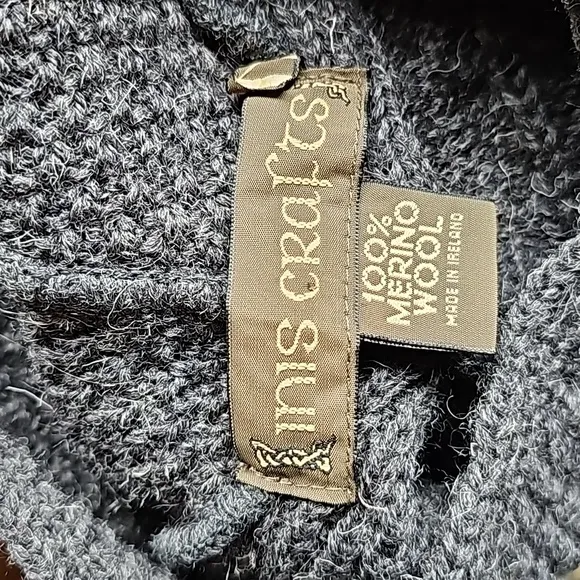 INIS CRAFTS
100%
MERINO
WOOL
MADE IN IRELAND